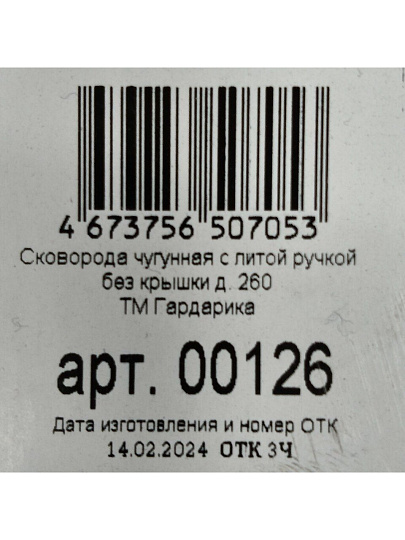 4 673756 507053
Сковорода чугунная с литой ручкой
без крышки д. 260
ТМ Гардарика
арт. 00126
Дата изготовления и номер ОТК
14.02.2024 ОТК 3Ч